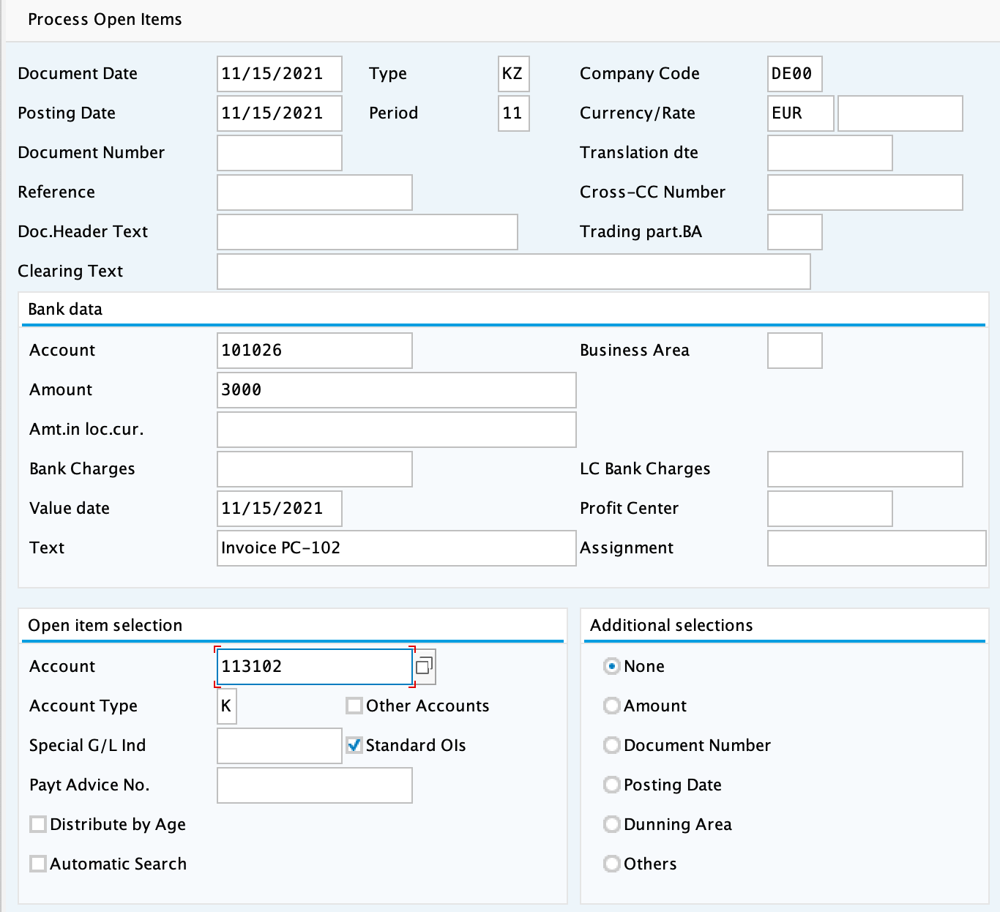 Process Open Items
Document Date 11/15/2021 Type KZ Company Code DE00
Posting Date 11/15/2021 Period 11 Currency/Rate EUR
Document Number Translation dte
Reference Cross-CC Number
Doc.Header Text Trading part.BA
Clearing Text
Bank data
Account 101026 Business Area
Amount 3000
Amt.in loc.cur.
Bank Charges LC Bank Charges
Value date 11/15/2021 Profit Center
Text Invoice PC-102 Assignment
Open item selection
Account 113102
Account Type K Other Accounts
Special G/L Ind Standard OIs
Payt Advice No.
Distribute by Age
Automatic Search
Additional selections
None
Amount
Document Number
Posting Date
Dunning Area
Others